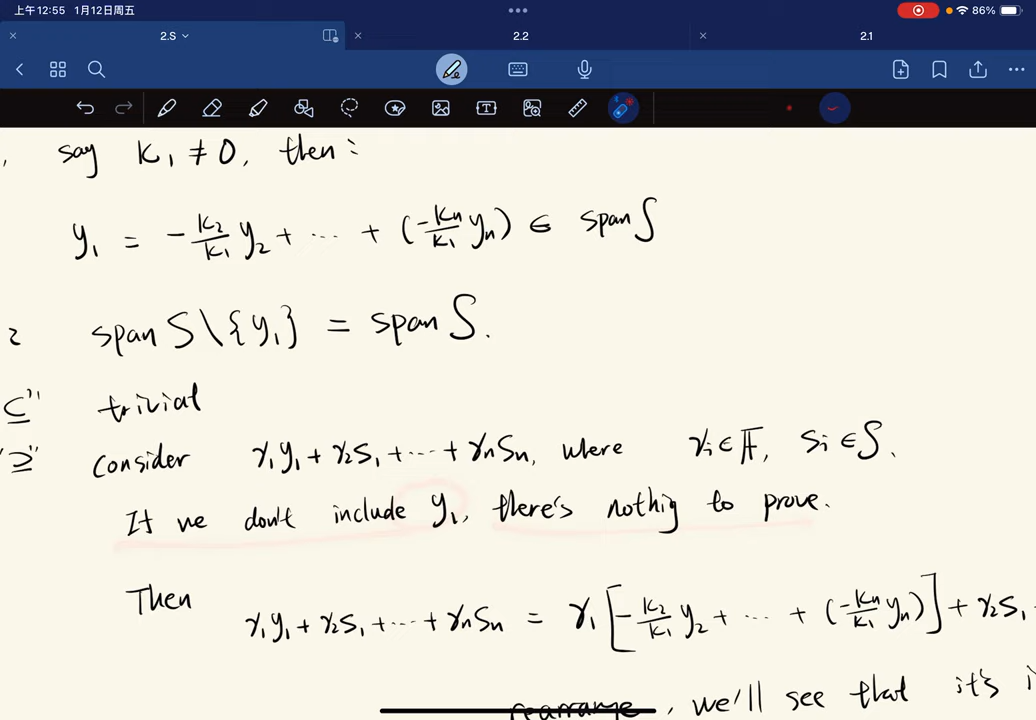 上午12:55 1月12日周五
86%
2.S
2.2
2.1
, say k₁ ≠ 0, then:
y₁ = -k₂/k₁ y₂ + ... + (-kₙ/k₁ yₙ) ∈ span S
2 span S\{y₁} = span S.
⊆" trivial
"⊇" consider γ₁y₁ + γ₂s₁ + ... + γₙsₙ, where γᵢ ∈ 𝔽, sᵢ ∈ S.
If we don't include y₁, there's nothig to prove.
Then γ₁y₁ + γ₂s₁ + ... + γₙsₙ = γ₁[-k₂/k₁ y₂ + ... + (-kₙ/k₁ yₙ)] + γ₂s₁
rearrange, we'll see that it's i